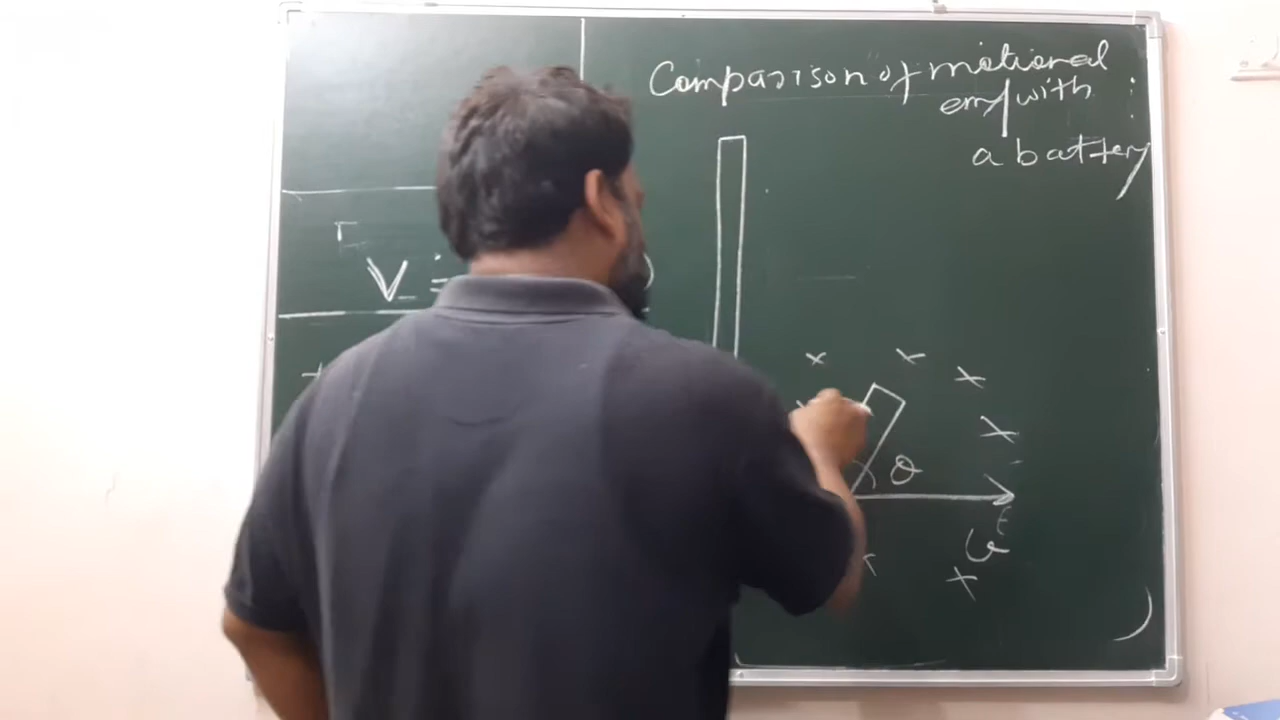 Comparison of motional
emf with
a battery
V =
θ